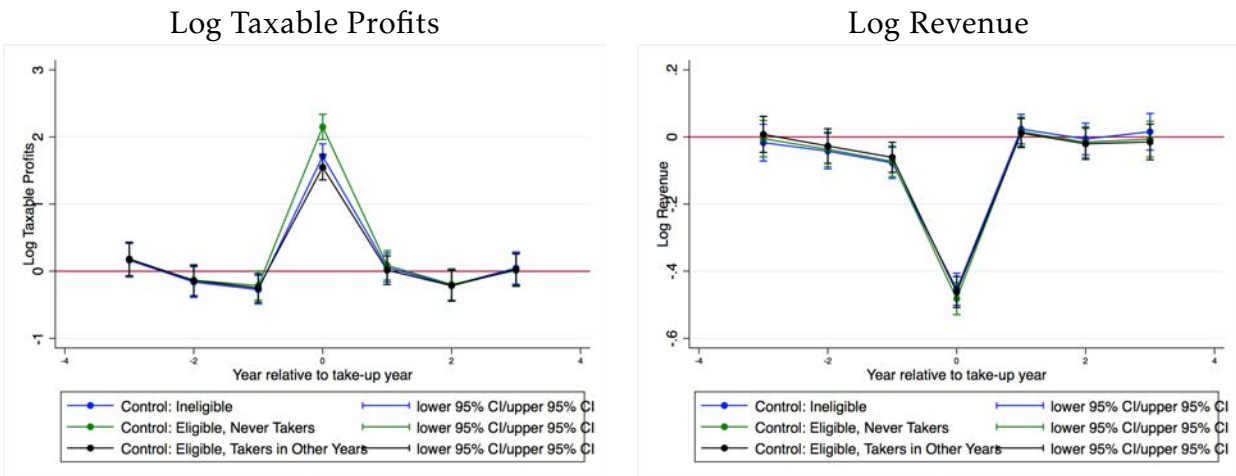 Log Taxable Profits
Log Revenue
Log Taxable Profits
3
2
1
0
-1
-4
-2
0
2
4
Year relative to take-up year
Control: Ineligible
lower 95% CI/upper 95% CI
Control: Eligible, Never Takers
lower 95% CI/upper 95% CI
Control: Eligible, Takers in Other Years
lower 95% CI/upper 95% CI
Log Revenue
.2
0
-.2
-.4
-.6
-4
-2
0
2
4
Year relative to take-up year
Control: Ineligible
lower 95% CI/upper 95% CI
Control: Eligible, Never Takers
lower 95% CI/upper 95% CI
Control: Eligible, Takers in Other Years
lower 95% CI/upper 95% CI